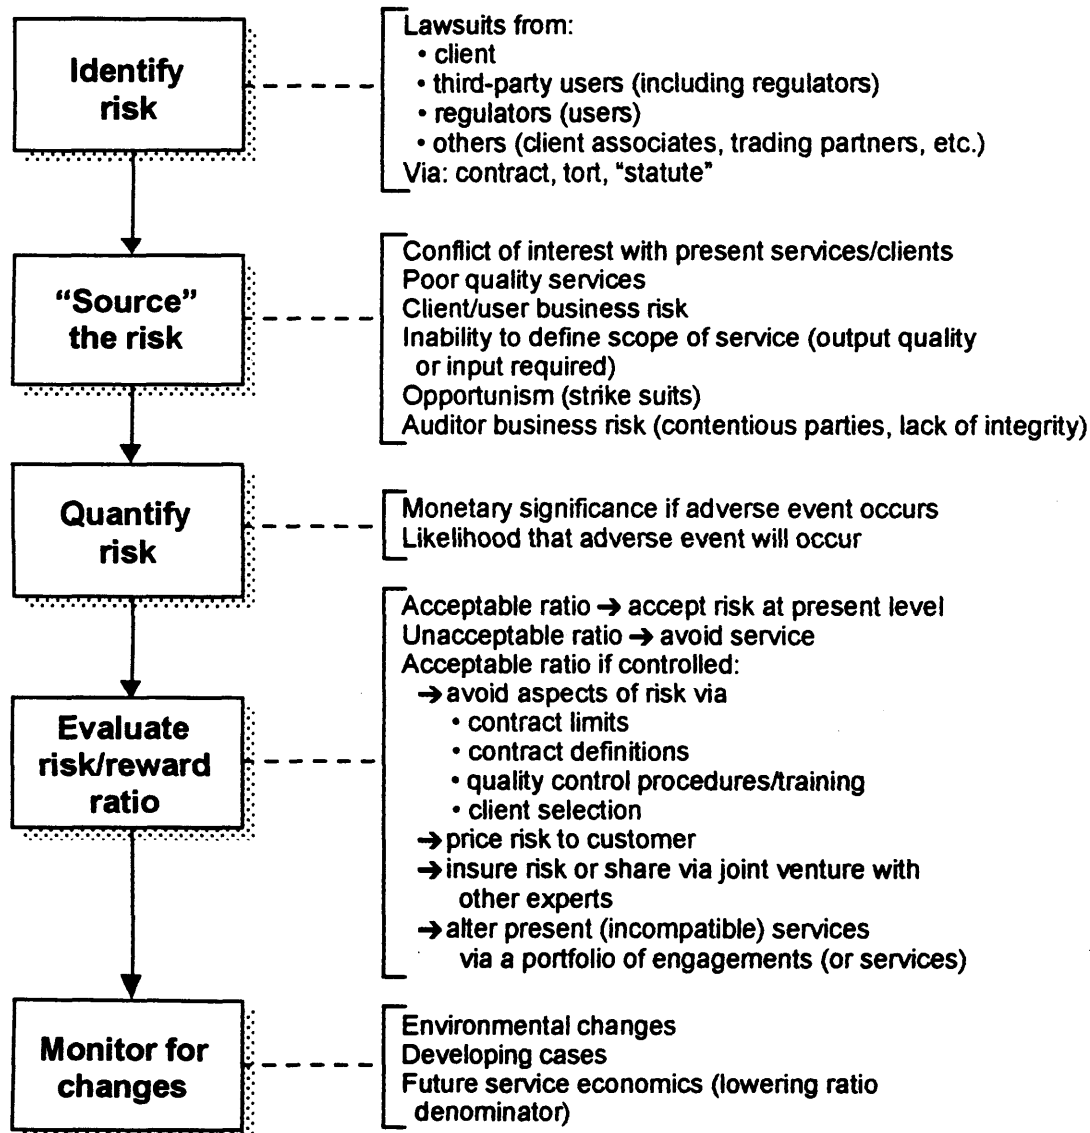 Identify
risk
Lawsuits from:
• client
• third-party users (including regulators)
• regulators (users)
• others (client associates, trading partners, etc.)
Via: contract, tort, "statute"
“Source”
the risk
Conflict of interest with present services/clients
Poor quality services
Client/user business risk
Inability to define scope of service (output quality
or input required)
Opportunism (strike suits)
Auditor business risk (contentious parties, lack of integrity)
Quantify
risk
Monetary significance if adverse event occurs
Likelihood that adverse event will occur
Evaluate
risk/reward
ratio
Acceptable ratio → accept risk at present level
Unacceptable ratio → avoid service
Acceptable ratio if controlled:
→ avoid aspects of risk via
• contract limits
• contract definitions
• quality control procedures/training
• client selection
→ price risk to customer
→ insure risk or share via joint venture with
other experts
→ alter present (incompatible) services
via a portfolio of engagements (or services)
Monitor for
changes
Environmental changes
Developing cases
Future service economics (lowering ratio
denominator)